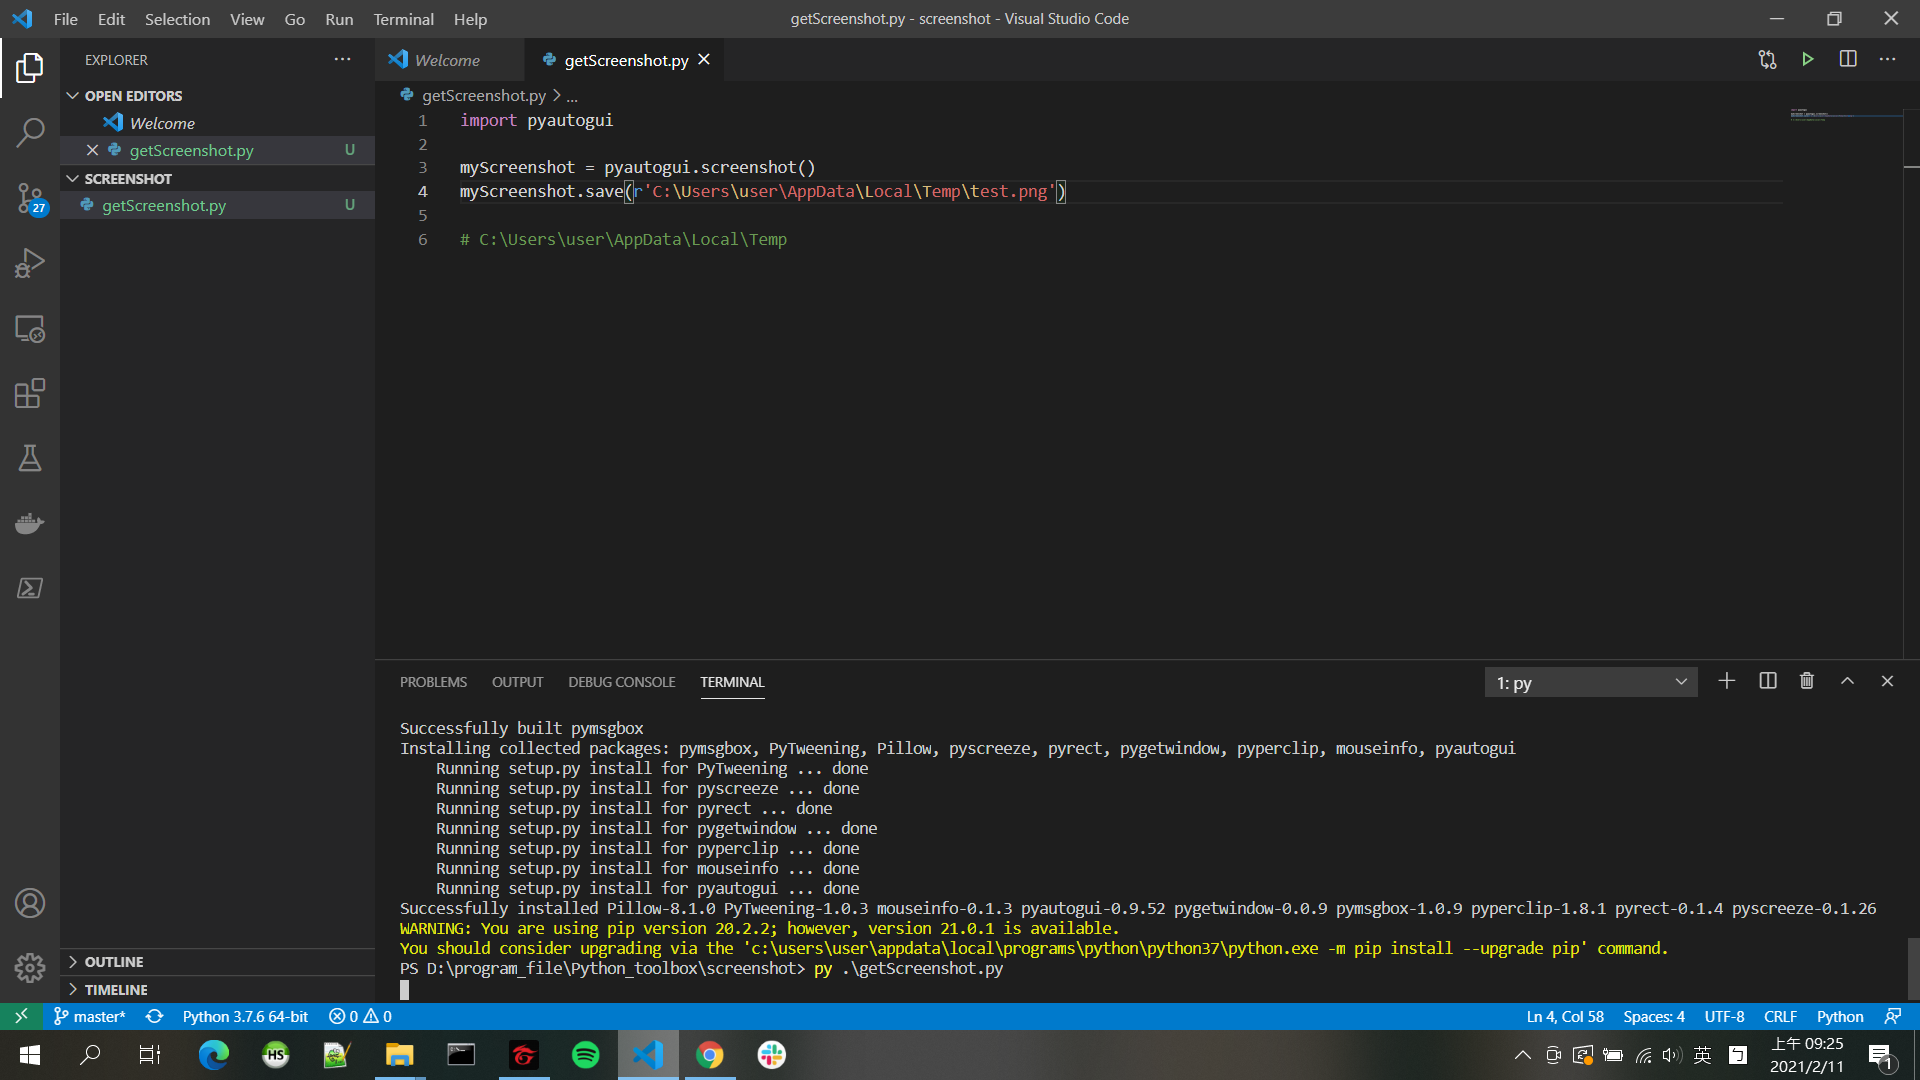 File Edit Selection View Go Run Terminal Help
getScreenshot.py - screenshot - Visual Studio Code
EXPLORER
OPEN EDITORS
Welcome
getScreenshot.py U
SCREENSHOT
getScreenshot.py U
OUTLINE
TIMELINE
27
Welcome
getScreenshot.py
getScreenshot.py > ...
1 import pyautogui
2
3 myScreenshot = pyautogui.screenshot()
4 myScreenshot.save(r'C:\Users\user\AppData\Local\Temp\test.png')
5
6 # C:\Users\user\AppData\Local\Temp
PROBLEMS OUTPUT DEBUG CONSOLE TERMINAL
1: py
Successfully built pymsgbox
Installing collected packages: pymsgbox, PyTweening, Pillow, pyscreeze, pyrect, pygetwindow, pyperclip, mouseinfo, pyautogui
Running setup.py install for PyTweening ... done
Running setup.py install for pyscreeze ... done
Running setup.py install for pyrect ... done
Running setup.py install for pygetwindow ... done
Running setup.py install for pyperclip ... done
Running setup.py install for mouseinfo ... done
Running setup.py install for pyautogui ... done
Successfully installed Pillow-8.1.0 PyTweening-1.0.3 mouseinfo-0.1.3 pyautogui-0.9.52 pygetwindow-0.0.9 pymsgbox-1.0.9 pyperclip-1.8.1 pyrect-0.1.4 pyscreeze-0.1.26
WARNING: You are using pip version 20.2.2; however, version 21.0.1 is available.
You should consider upgrading via the 'c:\users\user\appdata\local\programs\python\python37\python.exe -m pip install --upgrade pip' command.
PS D:\program_file\Python_toolbox\screenshot> py .\getScreenshot.py
master* Python 3.7.6 64-bit 0 0 Ln 4, Col 58 Spaces: 4 UTF-8 CRLF Python
HS
英
上午 09:25
2021/2/11
1